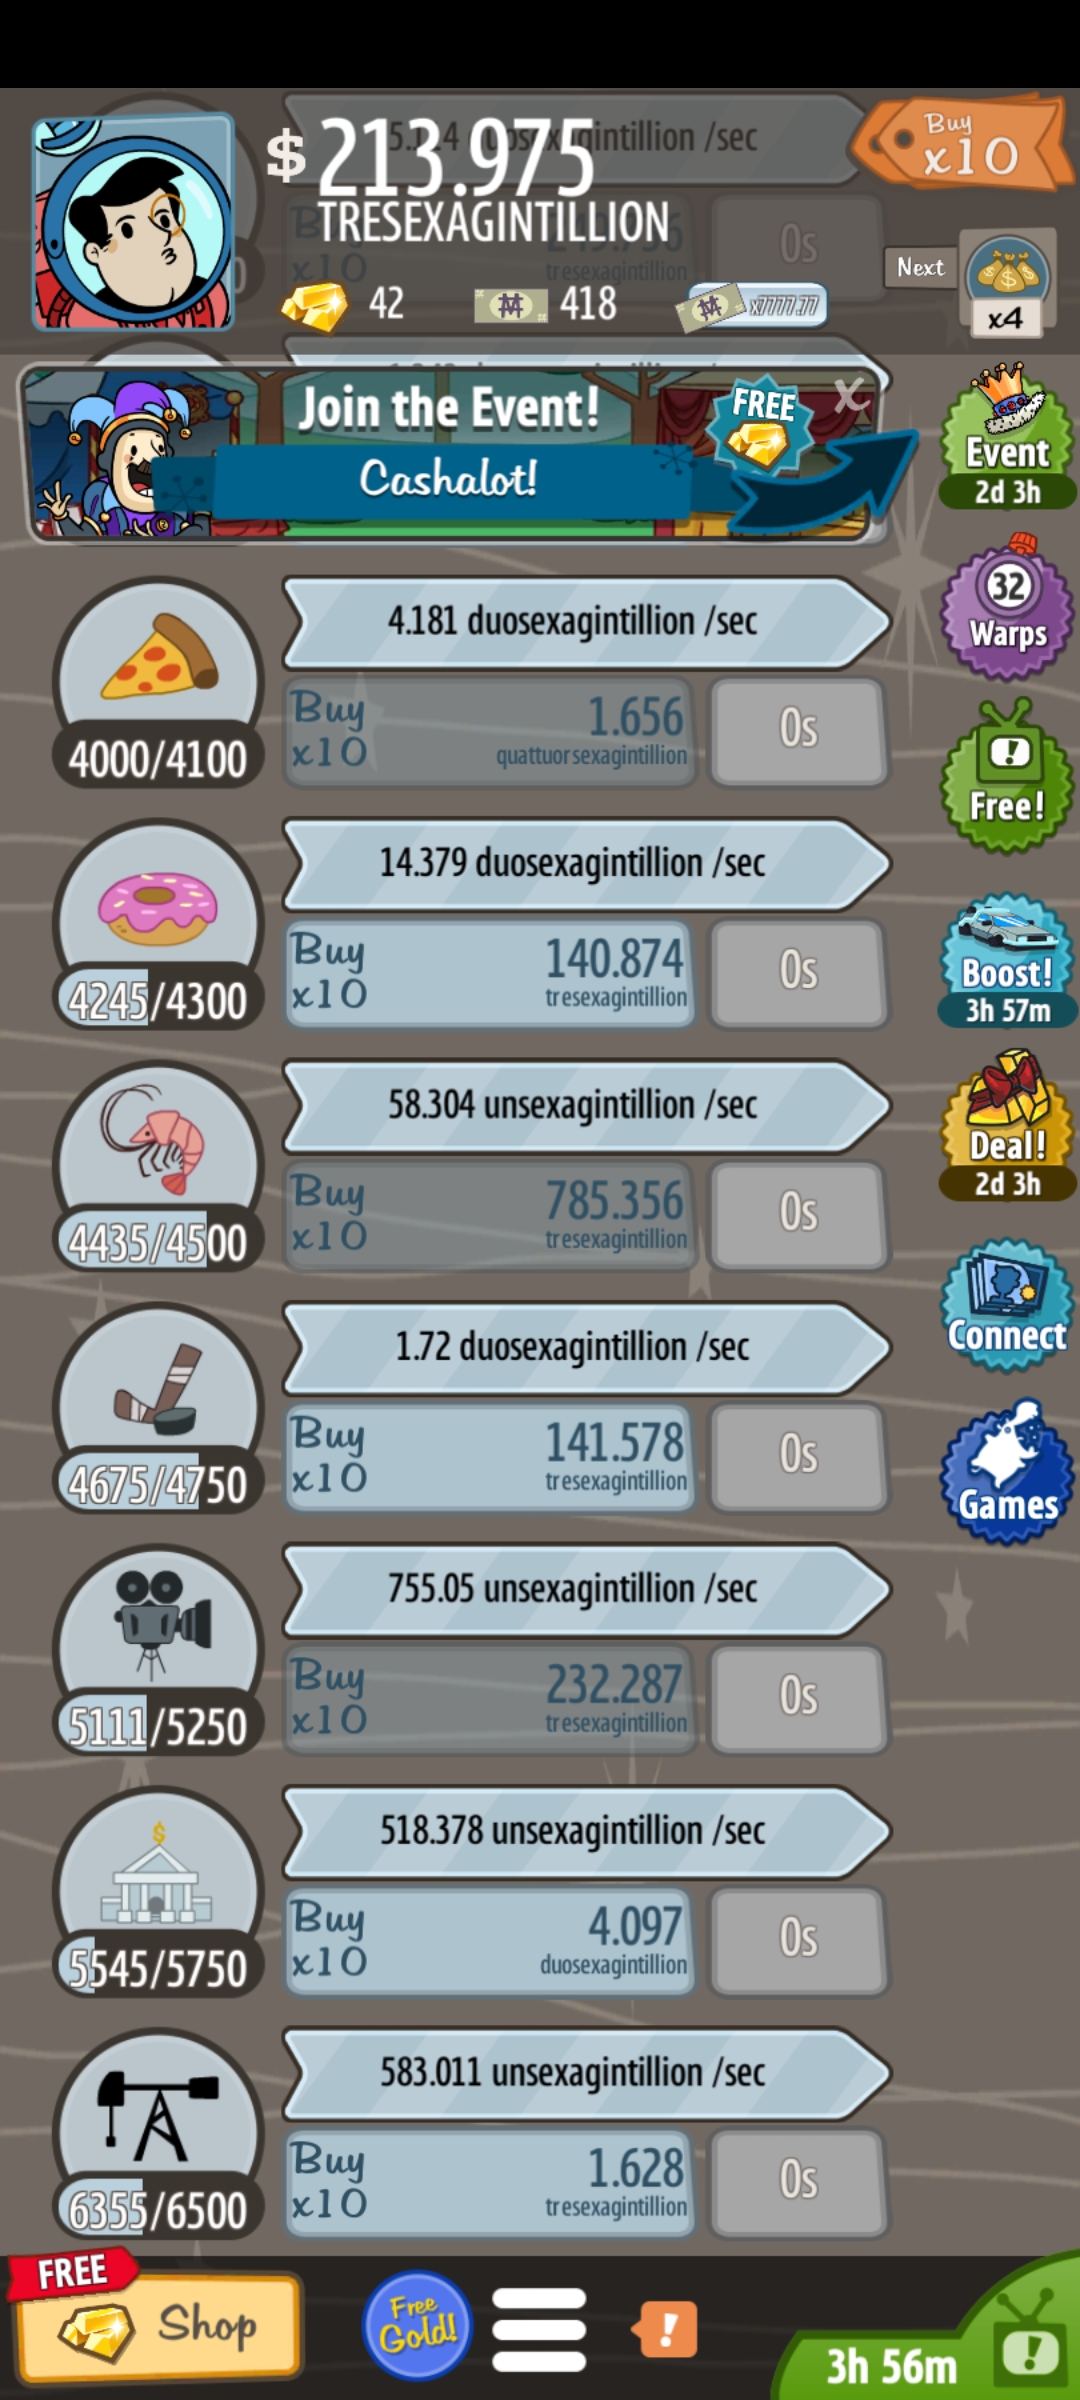 duosexagintillion /sec
$ 213.975
TRESEXAGINTILLION
Buy
x10
tresexagintillion
0s
42
418
x7777.77
Buy
x10
Next
x4
Join the Event!
Cashalot!
FREE
X
Event
2d 3h
32
Warps
Free!
Boost!
3h 57m
Deal!
2d 3h
Connect
Games
4.181 duosexagintillion /sec
4000/4100
Buy
x10
1.656
quattuorsexagintillion
0s
14.379 duosexagintillion /sec
4245/4300
Buy
x10
140.874
tresexagintillion
0s
58.304 unsexagintillion /sec
4435/4500
Buy
x10
785.356
tresexagintillion
0s
1.72 duosexagintillion /sec
4675/4750
Buy
x10
141.578
tresexagintillion
0s
755.05 unsexagintillion /sec
5111/5250
Buy
x10
232.287
tresexagintillion
0s
518.378 unsexagintillion /sec
$
5545/5750
Buy
x10
4.097
duosexagintillion
0s
583.011 unsexagintillion /sec
6355/6500
Buy
x10
1.628
tresexagintillion
0s
FREE
Shop
Free
Gold!
!
3h 56m
!